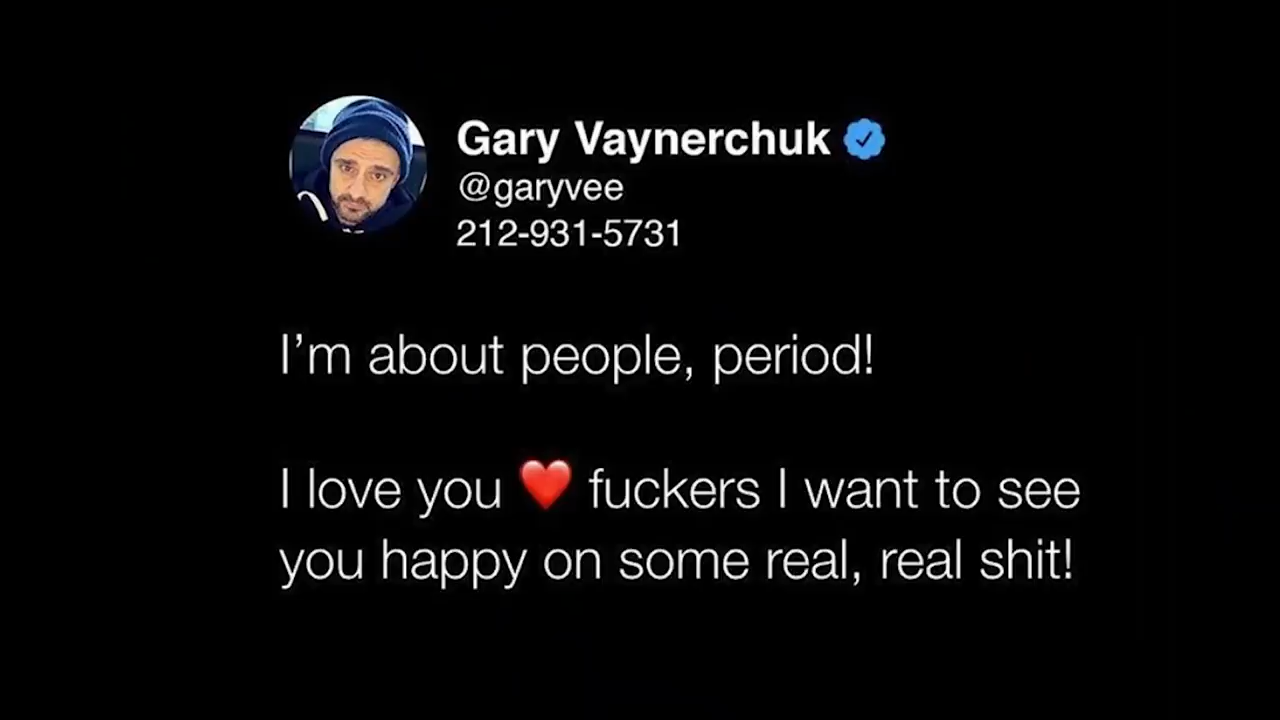 Gary Vaynerchuk
@garyvee
212-931-5731
I’m about people, period!
I love you ❤️ fuckers I want to see
you happy on some real, real shit!